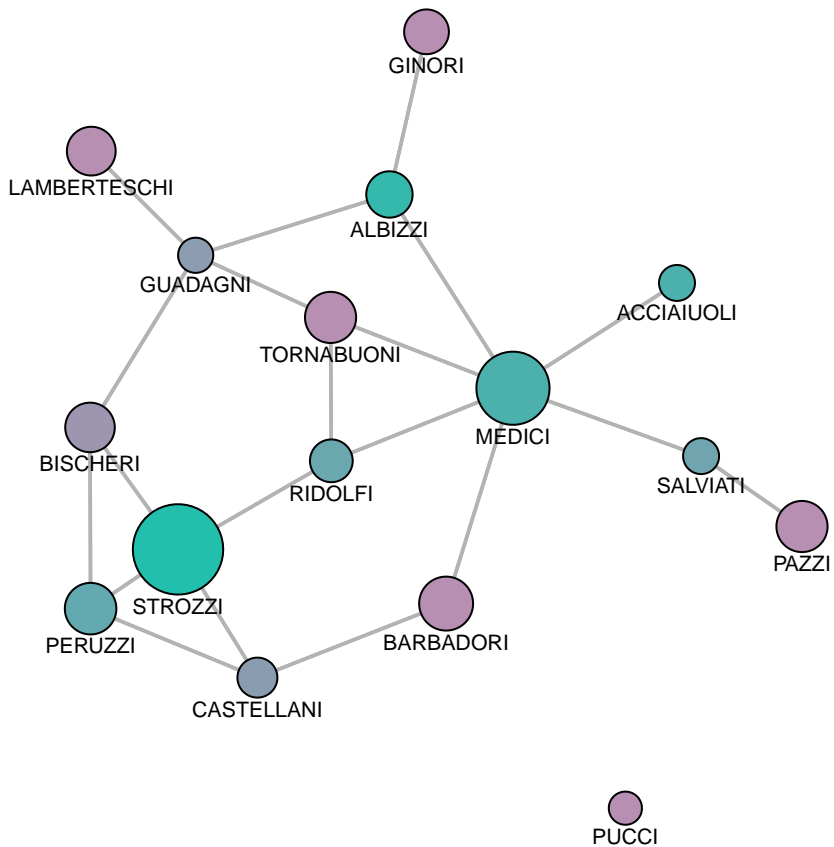 GINORI
LAMBERTESCHI
ALBIZZI
GUADAGNI
ACCIAIUOLI
TORNABUONI
MEDICI
BISCHERI
RIDOLFI
SALVIATI
PAZZI
STROZZI
PERUZZI
BARBADORI
CASTELLANI
PUCCI